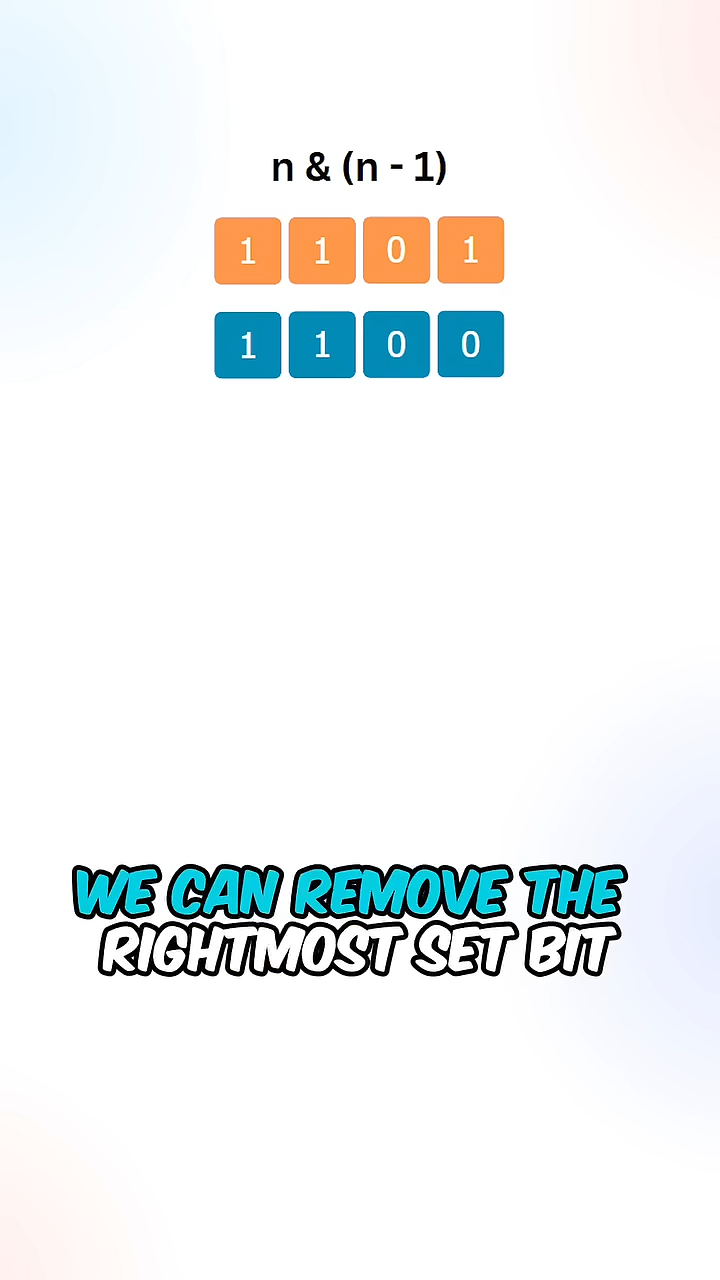 n & (n - 1)
1 1 0 1
1 1 0 0
WE CAN REMOVE THE
RIGHTMOST SET BIT